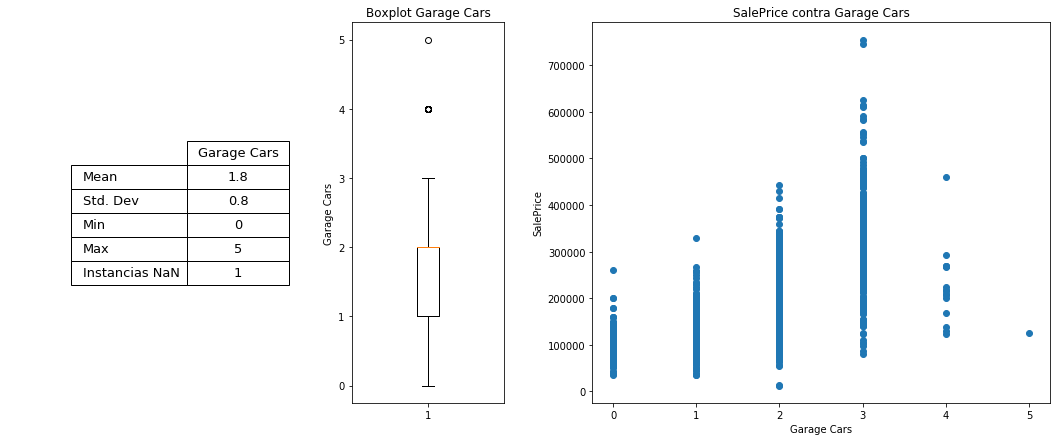 Garage Cars
Mean 1.8
Std. Dev 0.8
Min 0
Max 5
Instancias NaN 1
Boxplot Garage Cars
Garage Cars
5
4
3
2
1
0
1
SalePrice contra Garage Cars
SalePrice
700000
600000
500000
400000
300000
200000
100000
0
0 1 2 3 4 5
Garage Cars